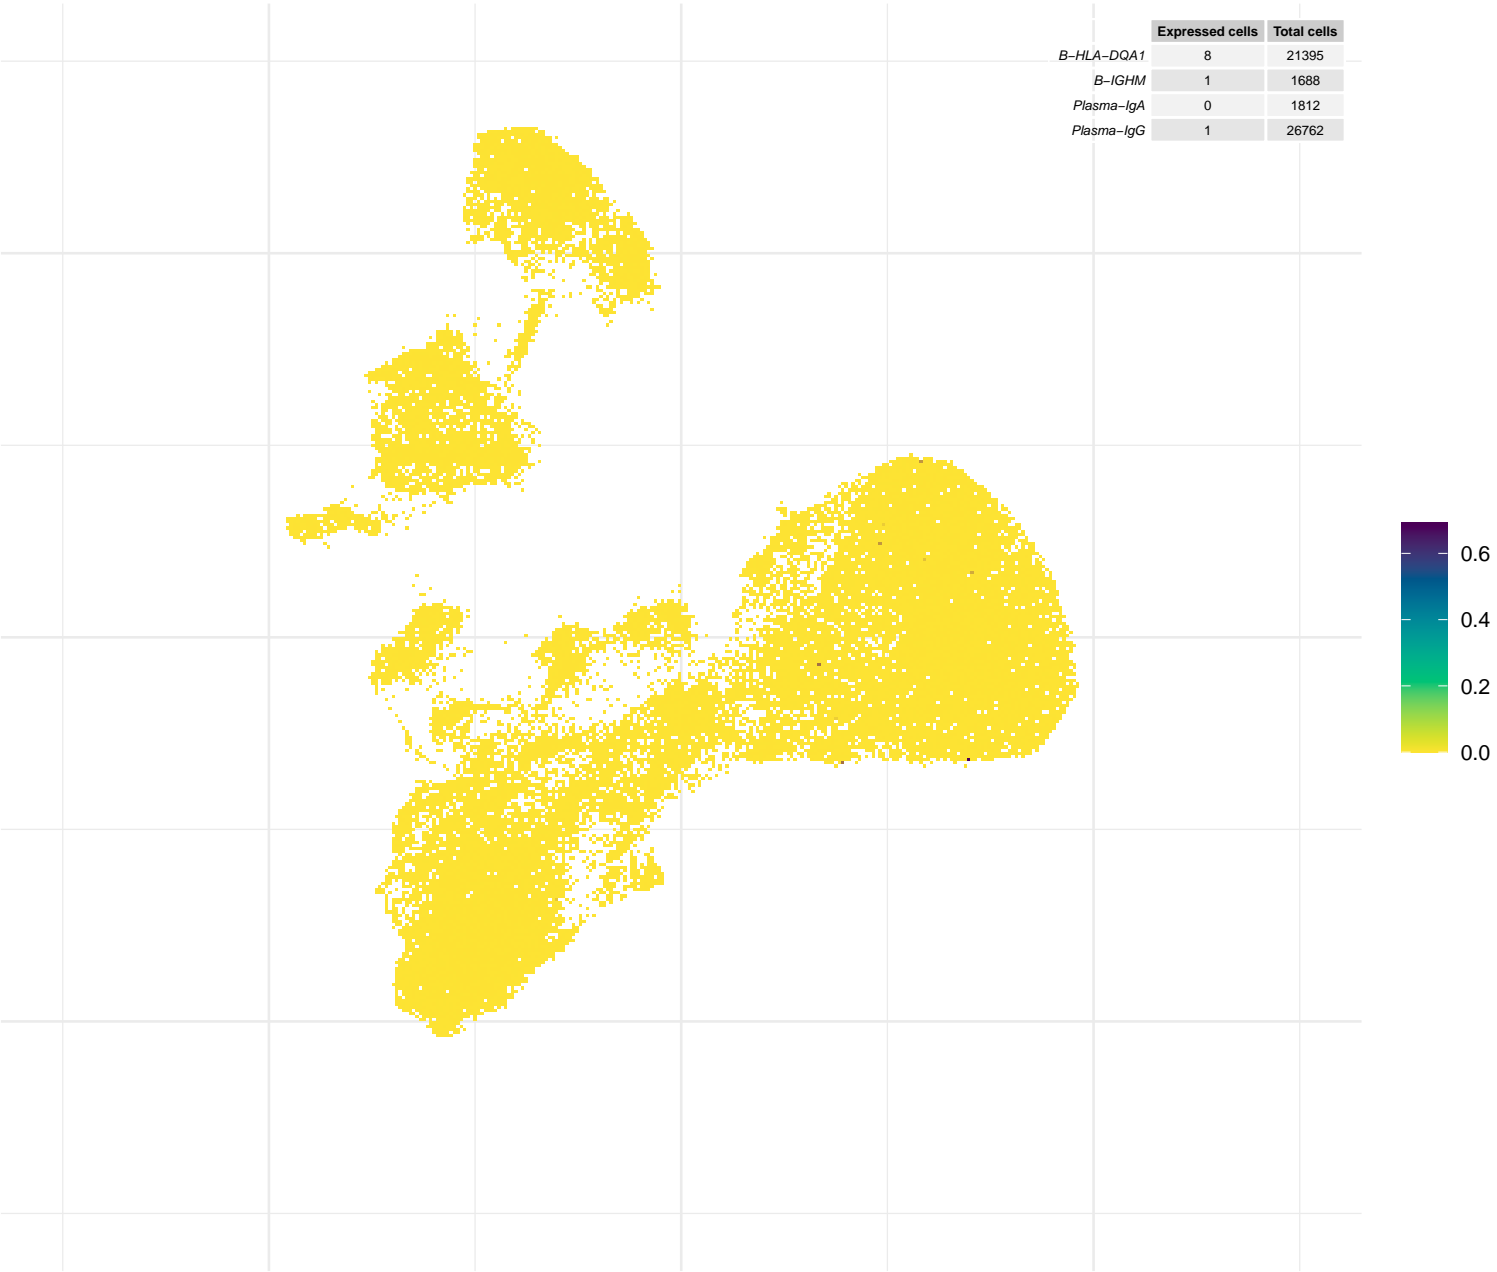 Expressed cells Total cells
B−HLA−DQA1 8 21395
B−IGHM 1 1688
Plasma−IgA 0 1812
Plasma−IgG 1 26762
0.6
0.4
0.2
0.0